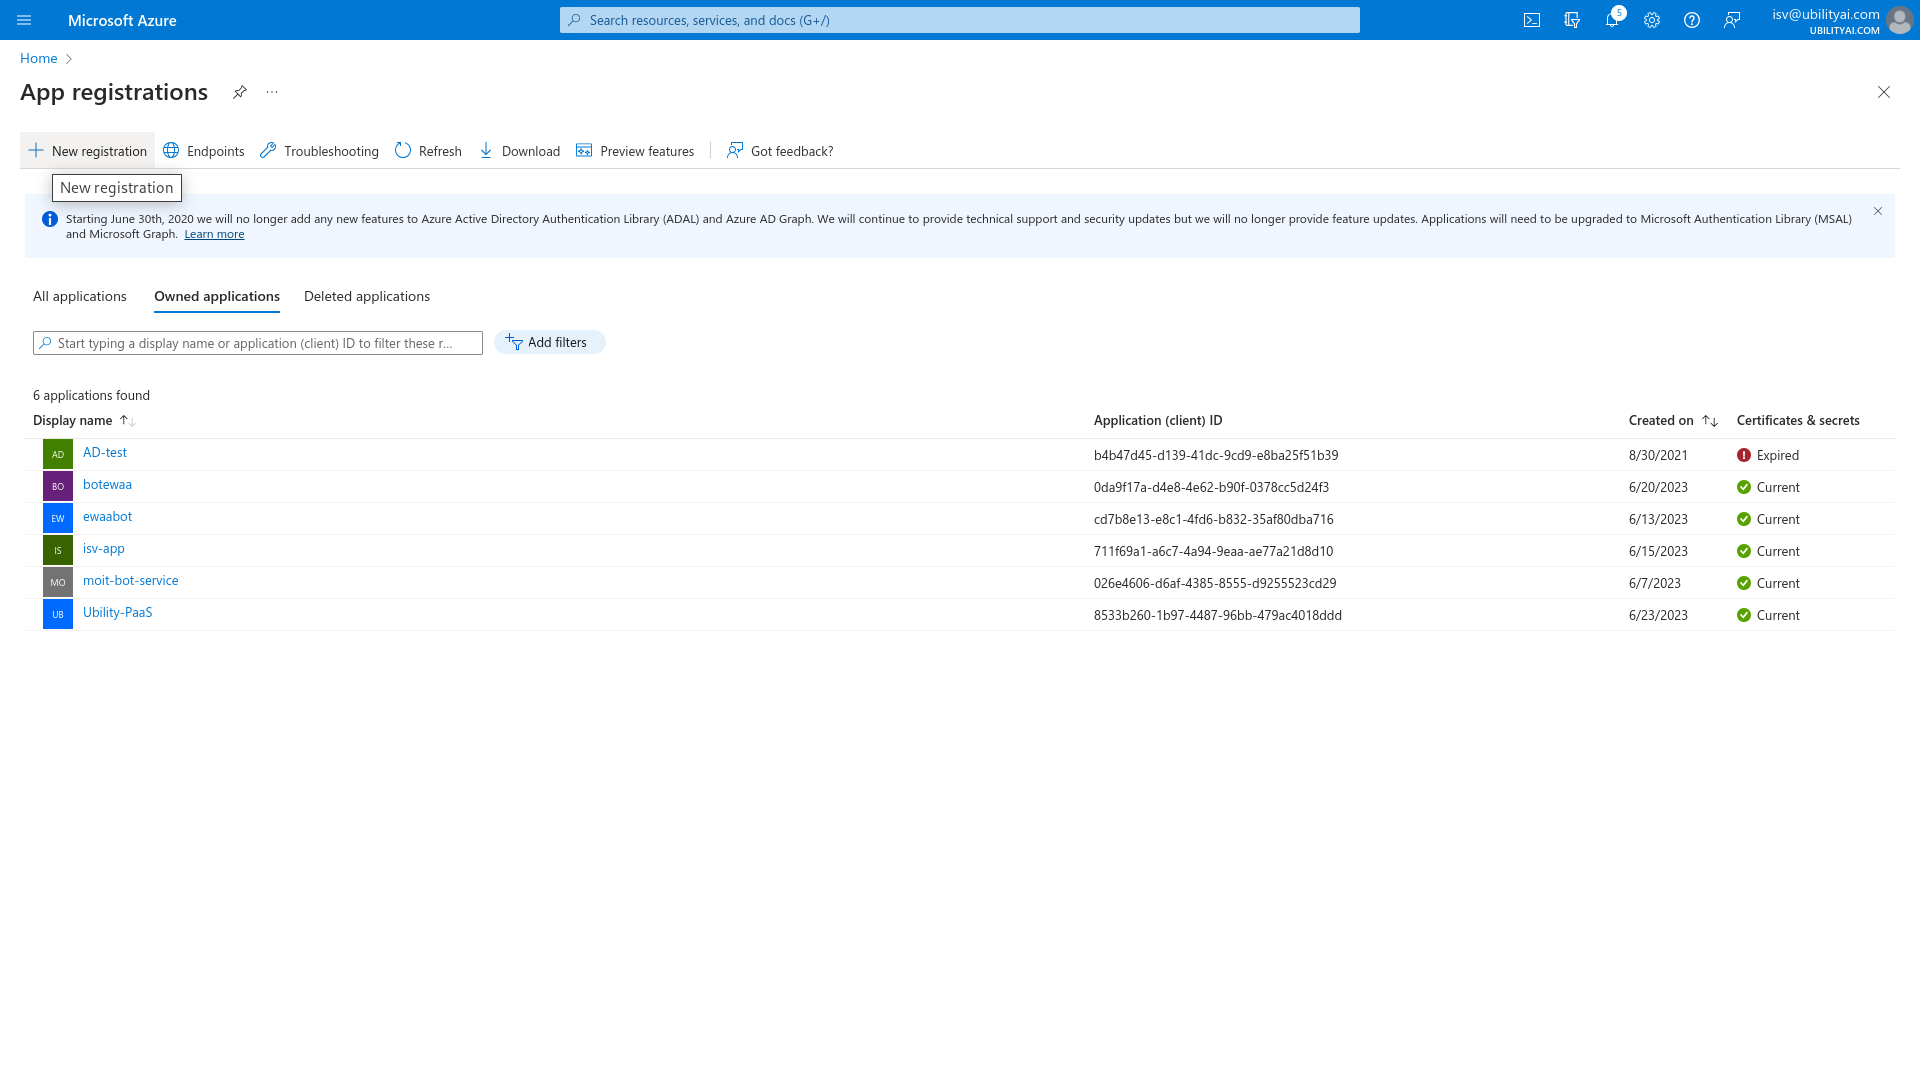 Microsoft Azure
Search resources, services, and docs (G+/)
5
isv@ubilityai.com
UBILITYAI.COM
Home
App registrations
New registration
Endpoints
Troubleshooting
Refresh
Download
Preview features
Got feedback?
New registration
Starting June 30th, 2020 we will no longer add any new features to Azure Active Directory Authentication Library (ADAL) and Azure AD Graph. We will continue to provide technical support and security updates but we will no longer provide feature updates. Applications will need to be upgraded to Microsoft Authentication Library (MSAL)
and Microsoft Graph. Learn more
All applications
Owned applications
Deleted applications
Start typing a display name or application (client) ID to filter these r...
Add filters
6 applications found
Display name Application (client) ID Created on Certificates & secrets
AD AD-test b4b47d45-d139-41dc-9cd9-e8ba25f51b39 8/30/2021 Expired
BO botewaa 0da9f17a-d4e8-4e62-b90f-0378cc5d24f3 6/20/2023 Current
EW ewaabot cd7b8e13-e8c1-4fd6-b832-35af80dba716 6/13/2023 Current
IS isv-app 711f69a1-a6c7-4a94-9eaa-ae77a21d8d10 6/15/2023 Current
MO moit-bot-service 026e4606-d6af-4385-8555-d9255523cd29 6/7/2023 Current
UB Ubility-PaaS 8533b260-1b97-4487-96bb-479ac4018ddd 6/23/2023 Current